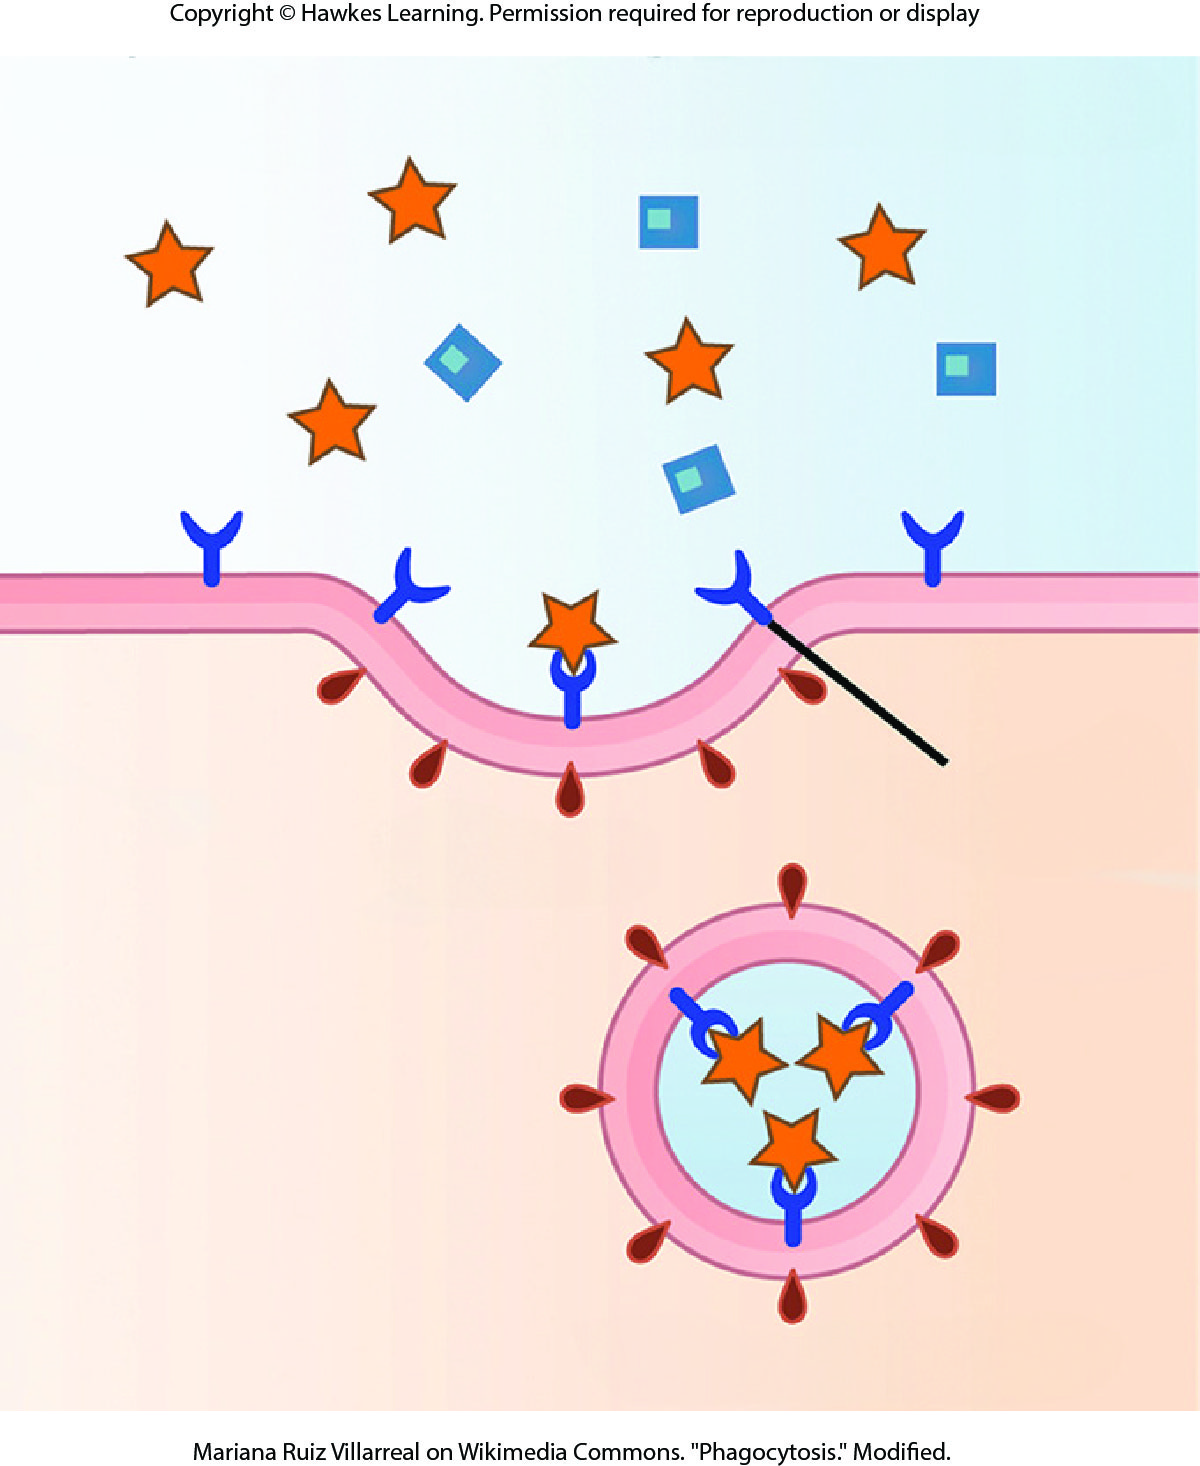 Copyright © Hawkes Learning. Permission required for reproduction or display
Mariana Ruiz Villarreal on Wikimedia Commons. "Phagocytosis." Modified.